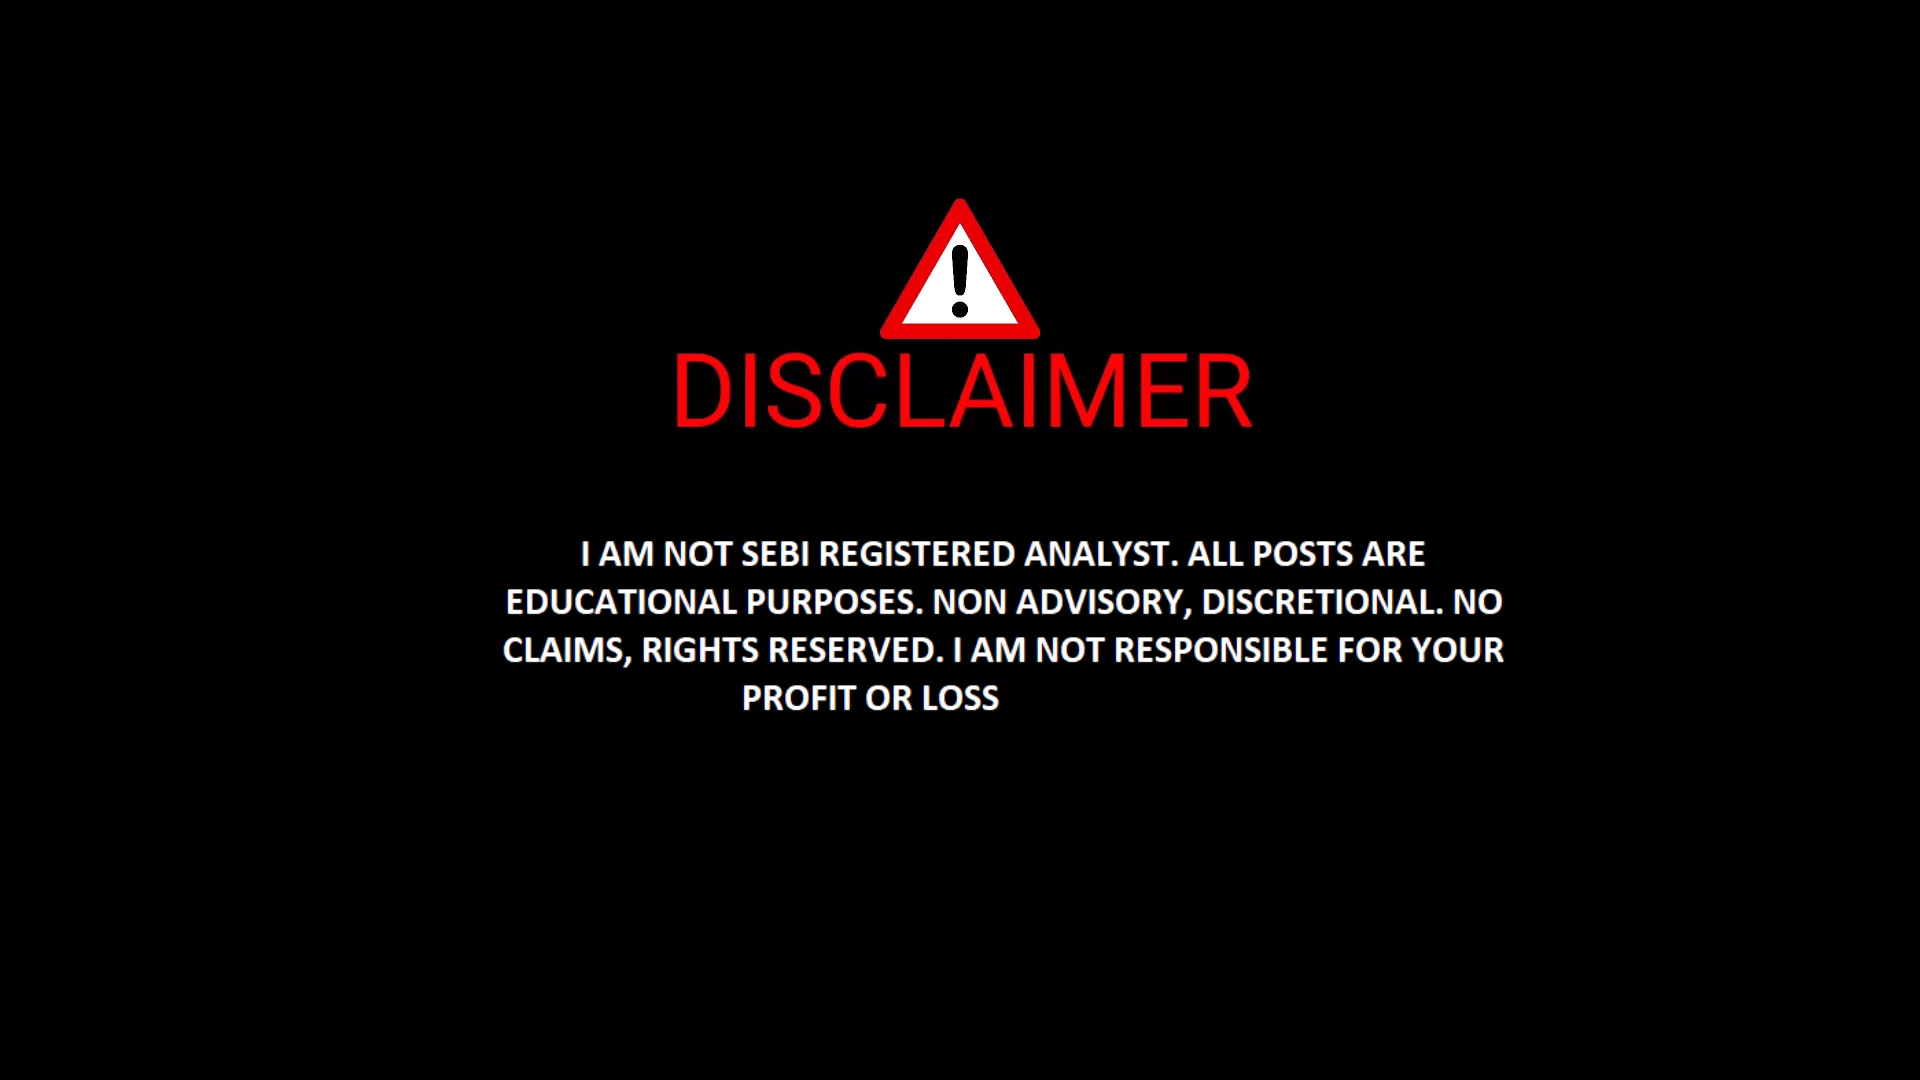 DISCLAIMER
I AM NOT SEBI REGISTERED ANALYST. ALL POSTS ARE
EDUCATIONAL PURPOSES. NON ADVISORY, DISCRETIONAL. NO
CLAIMS, RIGHTS RESERVED. I AM NOT RESPONSIBLE FOR YOUR
PROFIT OR LOSS